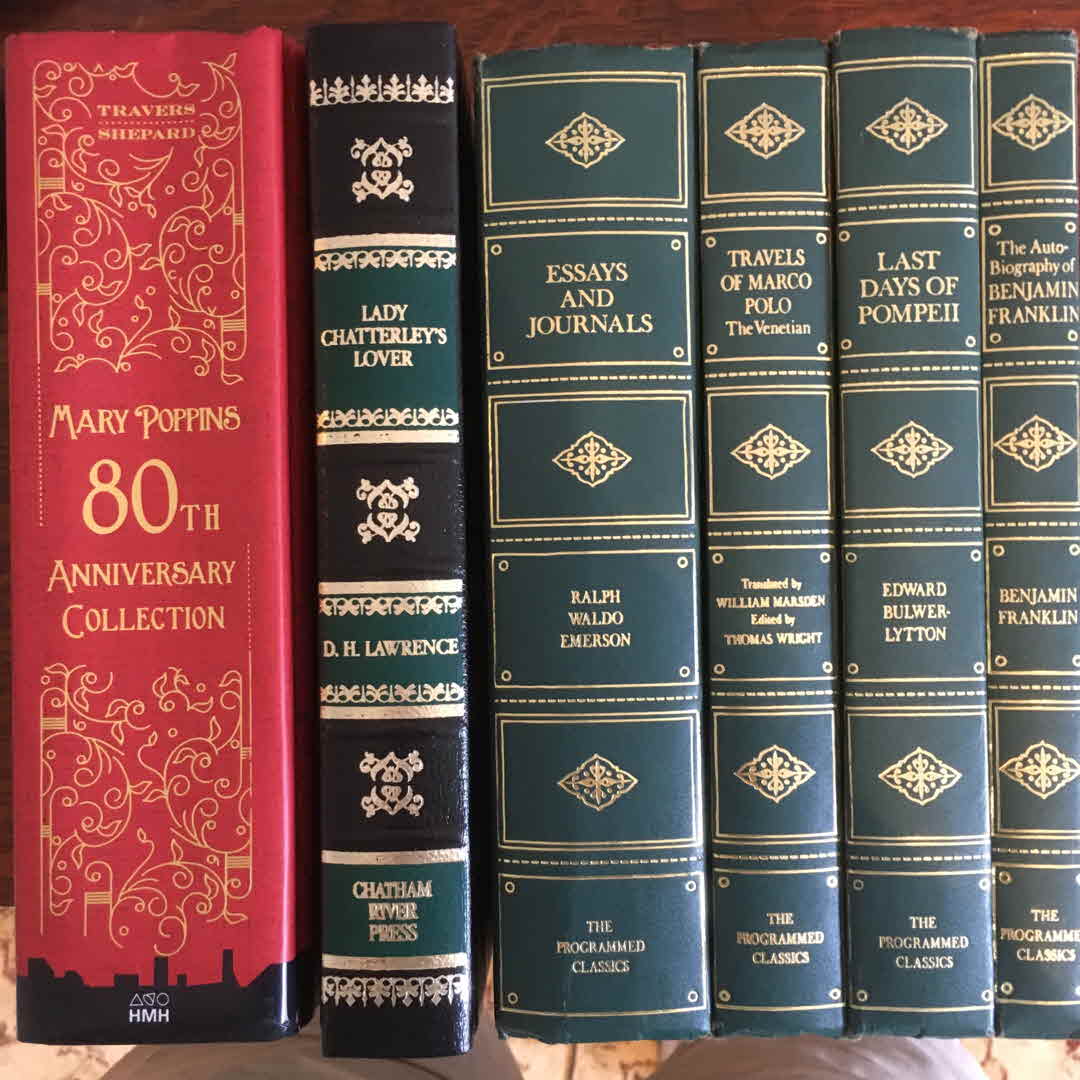 TRAVERS
SHEPARD
MARY POPPINS
80TH
ANNIVERSARY
COLLECTION
HMH
LADY
CHATTERLEY'S
LOVER
D. H. LAWRENCE
CHATHAM
RIVER
PRESS
ESSAYS
AND
JOURNALS
RALPH
WALDO
EMERSON
THE
PROGRAMMED
CLASSICS
TRAVELS
OF MARCO
POLO
The Venetian
Translated by
WILLIAM MARSDEN
Edited by
THOMAS WRIGHT
THE
PROGRAMMED
CLASSICS
LAST
DAYS OF
POMPEII
EDWARD
BULWER-
LYTTON
THE
PROGRAMMED
CLASSICS
The Auto-
Biography of
BENJAMIN
FRANKLIN
BENJAMIN
FRANKLIN
THE
PROGRAMME
CLASSICS